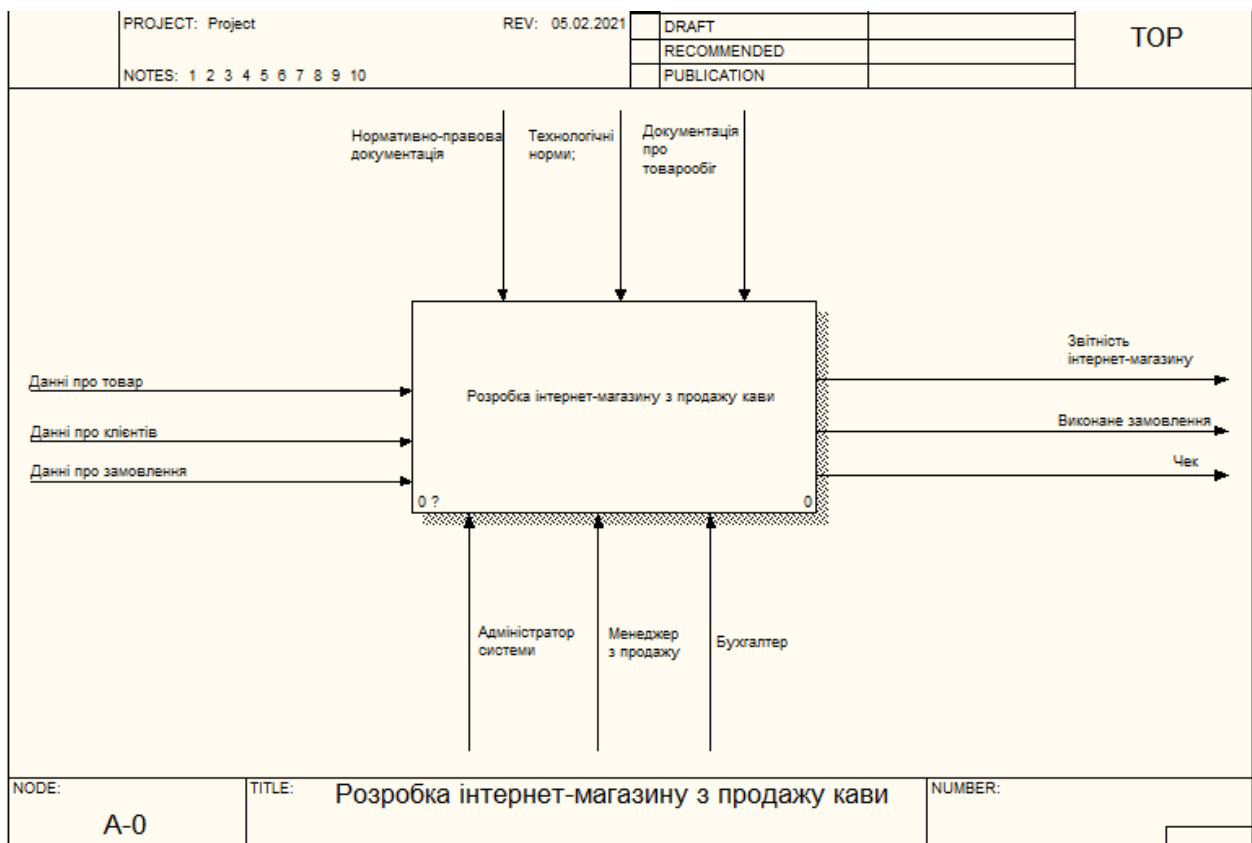 PROJECT: Project
REV: 05.02.2021
DRAFT
RECOMMENDED
PUBLICATION
TOP
NOTES: 1 2 3 4 5 6 7 8 9 10
Нормативно-правова
документація
Технологічні
норми;
Документація
про
товарообіг
Данні про товар
Данні про клієнтів
Данні про замовлення
Розробка інтернет-магазину з продажу кави
0 ?
0
Звітність
інтернет-магазину
Виконане замовлення
Чек
Адміністратор
системи
Менеджер
з продажу
Бухгалтер
NODE:
A-0
TITLE:
Розробка інтернет-магазину з продажу кави
NUMBER: